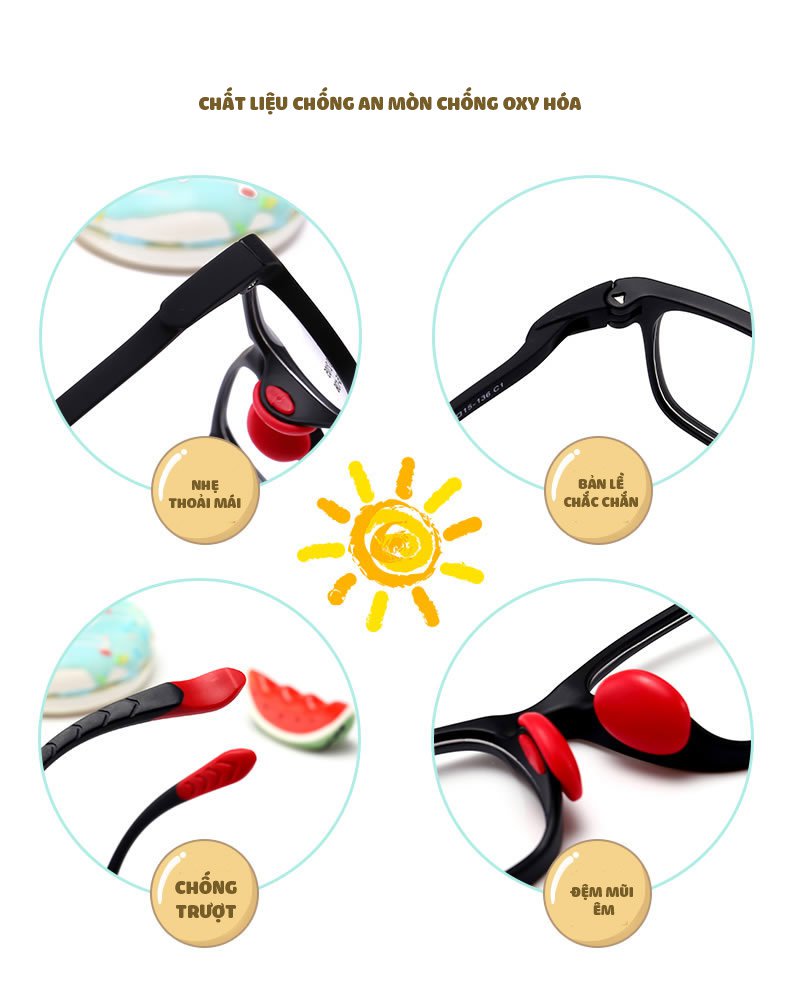 CHẤT LIỆU CHỐNG AN MÒN CHỐNG OXY HÓA
15-136 C1
NHẸ
THOẢI MÁI
BẢN LỀ
CHẮC CHẮN
CHỐNG
TRƯỢT
ĐỆM MŨI
ÊM